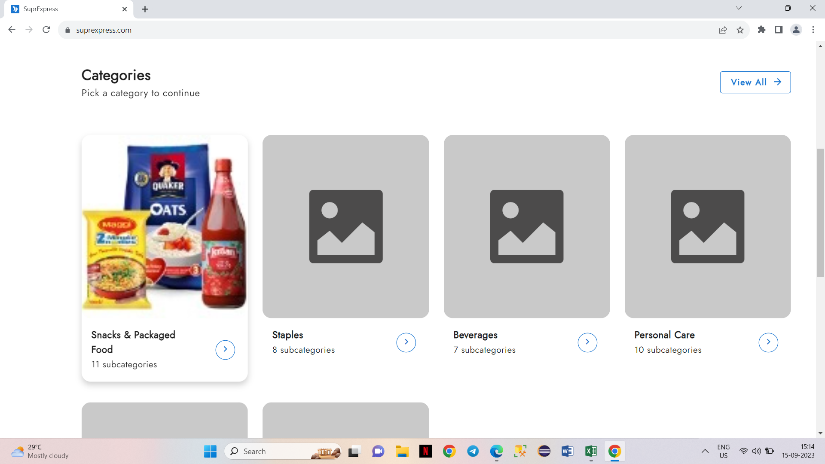 SuprExpress
suprexpress.com
Categories
Pick a category to continue
View All
QUAKER
OATS
MAGGI
2-Minute
Snacks & Packaged
Food
11 subcategories
Staples
8 subcategories
Beverages
7 subcategories
Personal Care
10 subcategories
29°C
Mostly cloudy
Search
ENG
US
15:14
15-09-2023